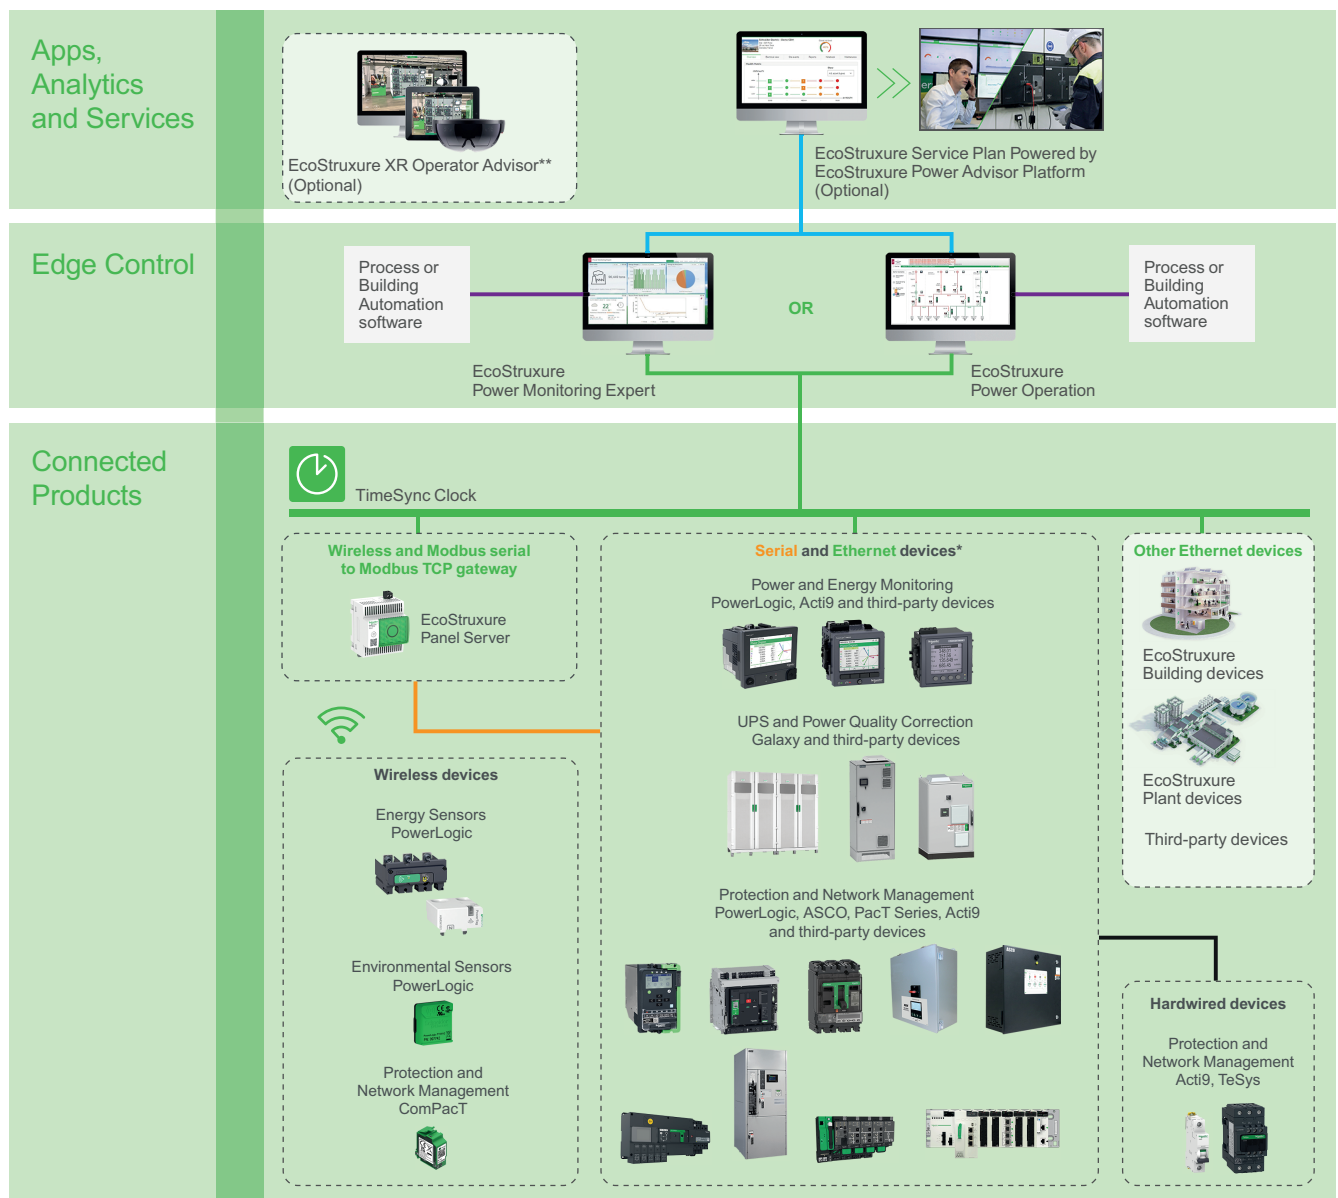 Apps,
Analytics
and Services
EcoStruxure XR Operator Advisor**
(Optional)
EcoStruxure Service Plan Powered by
EcoStruxure Power Advisor Platform
(Optional)
Edge Control
Process or
Building
Automation
software
OR
Process or
Building
Automation
software
EcoStruxure
Power Monitoring Expert
EcoStruxure
Power Operation
Connected
Products
TimeSync Clock
Wireless and Modbus serial
to Modbus TCP gateway
EcoStruxure
Panel Server
Wireless devices
Energy Sensors
PowerLogic
Environmental Sensors
PowerLogic
Protection and
Network Management
ComPacT
Serial and Ethernet devices*
Power and Energy Monitoring
PowerLogic, Acti9 and third-party devices
UPS and Power Quality Correction
Galaxy and third-party devices
Protection and Network Management
PowerLogic, ASCO, PacT Series, Acti9
and third-party devices
Other Ethernet devices
EcoStruxure
Building devices
EcoStruxure
Plant devices
Third-party devices
Hardwired devices
Protection and
Network Management
Acti9, TeSys